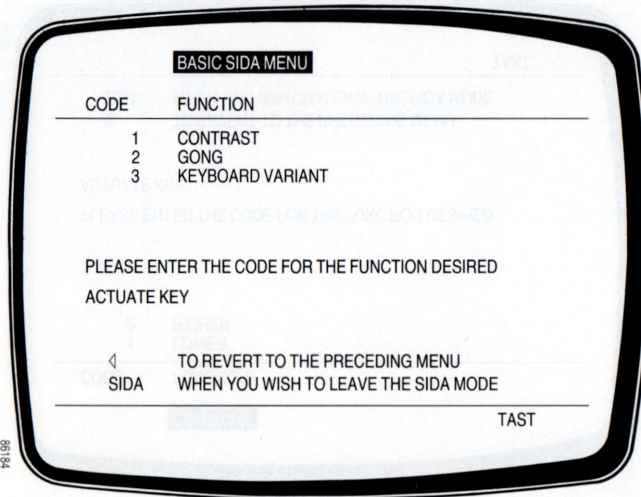 BASIC SIDA MENU
CODE FUNCTION
1 CONTRAST
2 GONG
3 KEYBOARD VARIANT
PLEASE ENTER THE CODE FOR THE FUNCTION DESIRED
ACTUATE KEY
◁ TO REVERT TO THE PRECEDING MENU
SIDA WHEN YOU WISH TO LEAVE THE SIDA MODE
TAST
86184